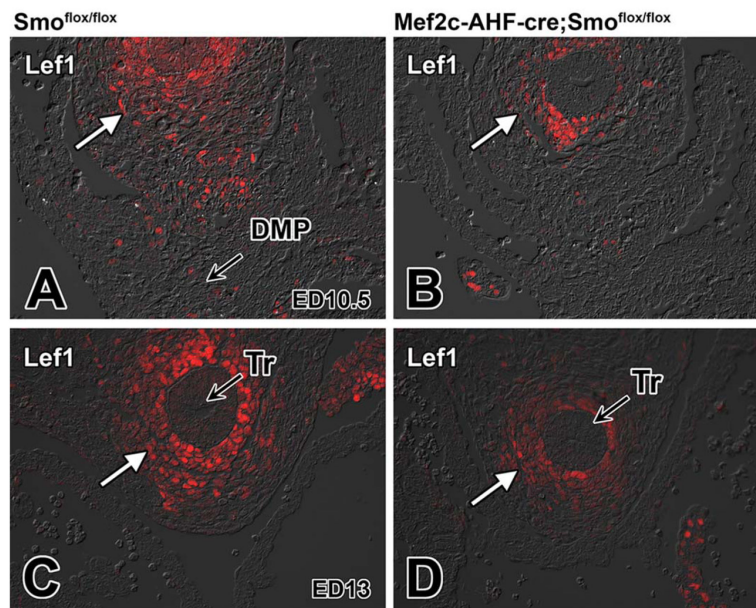 Smo^flox/flox Mef2c-AHF-cre;Smo^flox/flox
Lef1 Lef1
DMP
A ED10.5 B
Lef1 Lef1
Tr Tr
C ED13 D